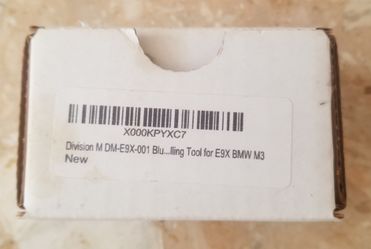 X000KPYXC7
Division M DM-E9X-001 Blu...lling Tool for E9X BMW M3
New